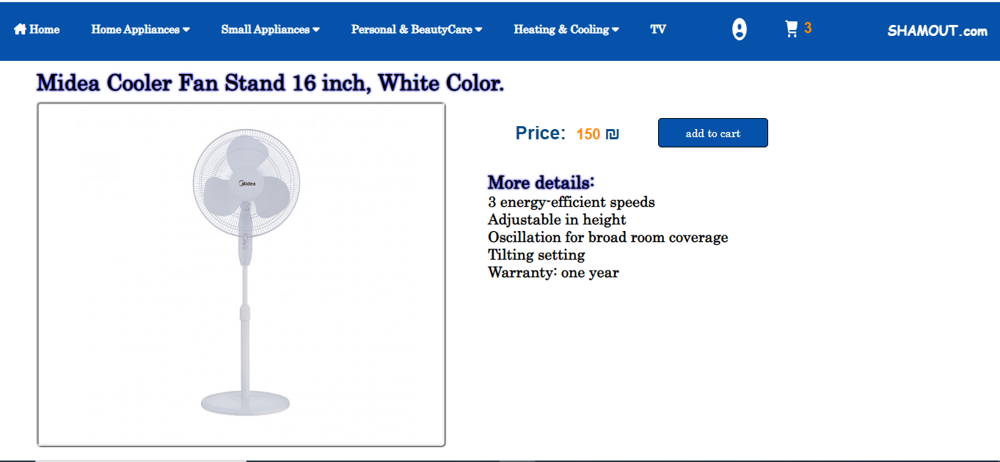 Home Home Appliances Small Appliances Personal & BeautyCare Heating & Cooling TV 3 SHAMOUT.com
Midea Cooler Fan Stand 16 inch, White Color.
Midea
Price: 150 ₪ add to cart
More details:
3 energy-efficient speeds
Adjustable in height
Oscillation for broad room coverage
Tilting setting
Warranty: one year